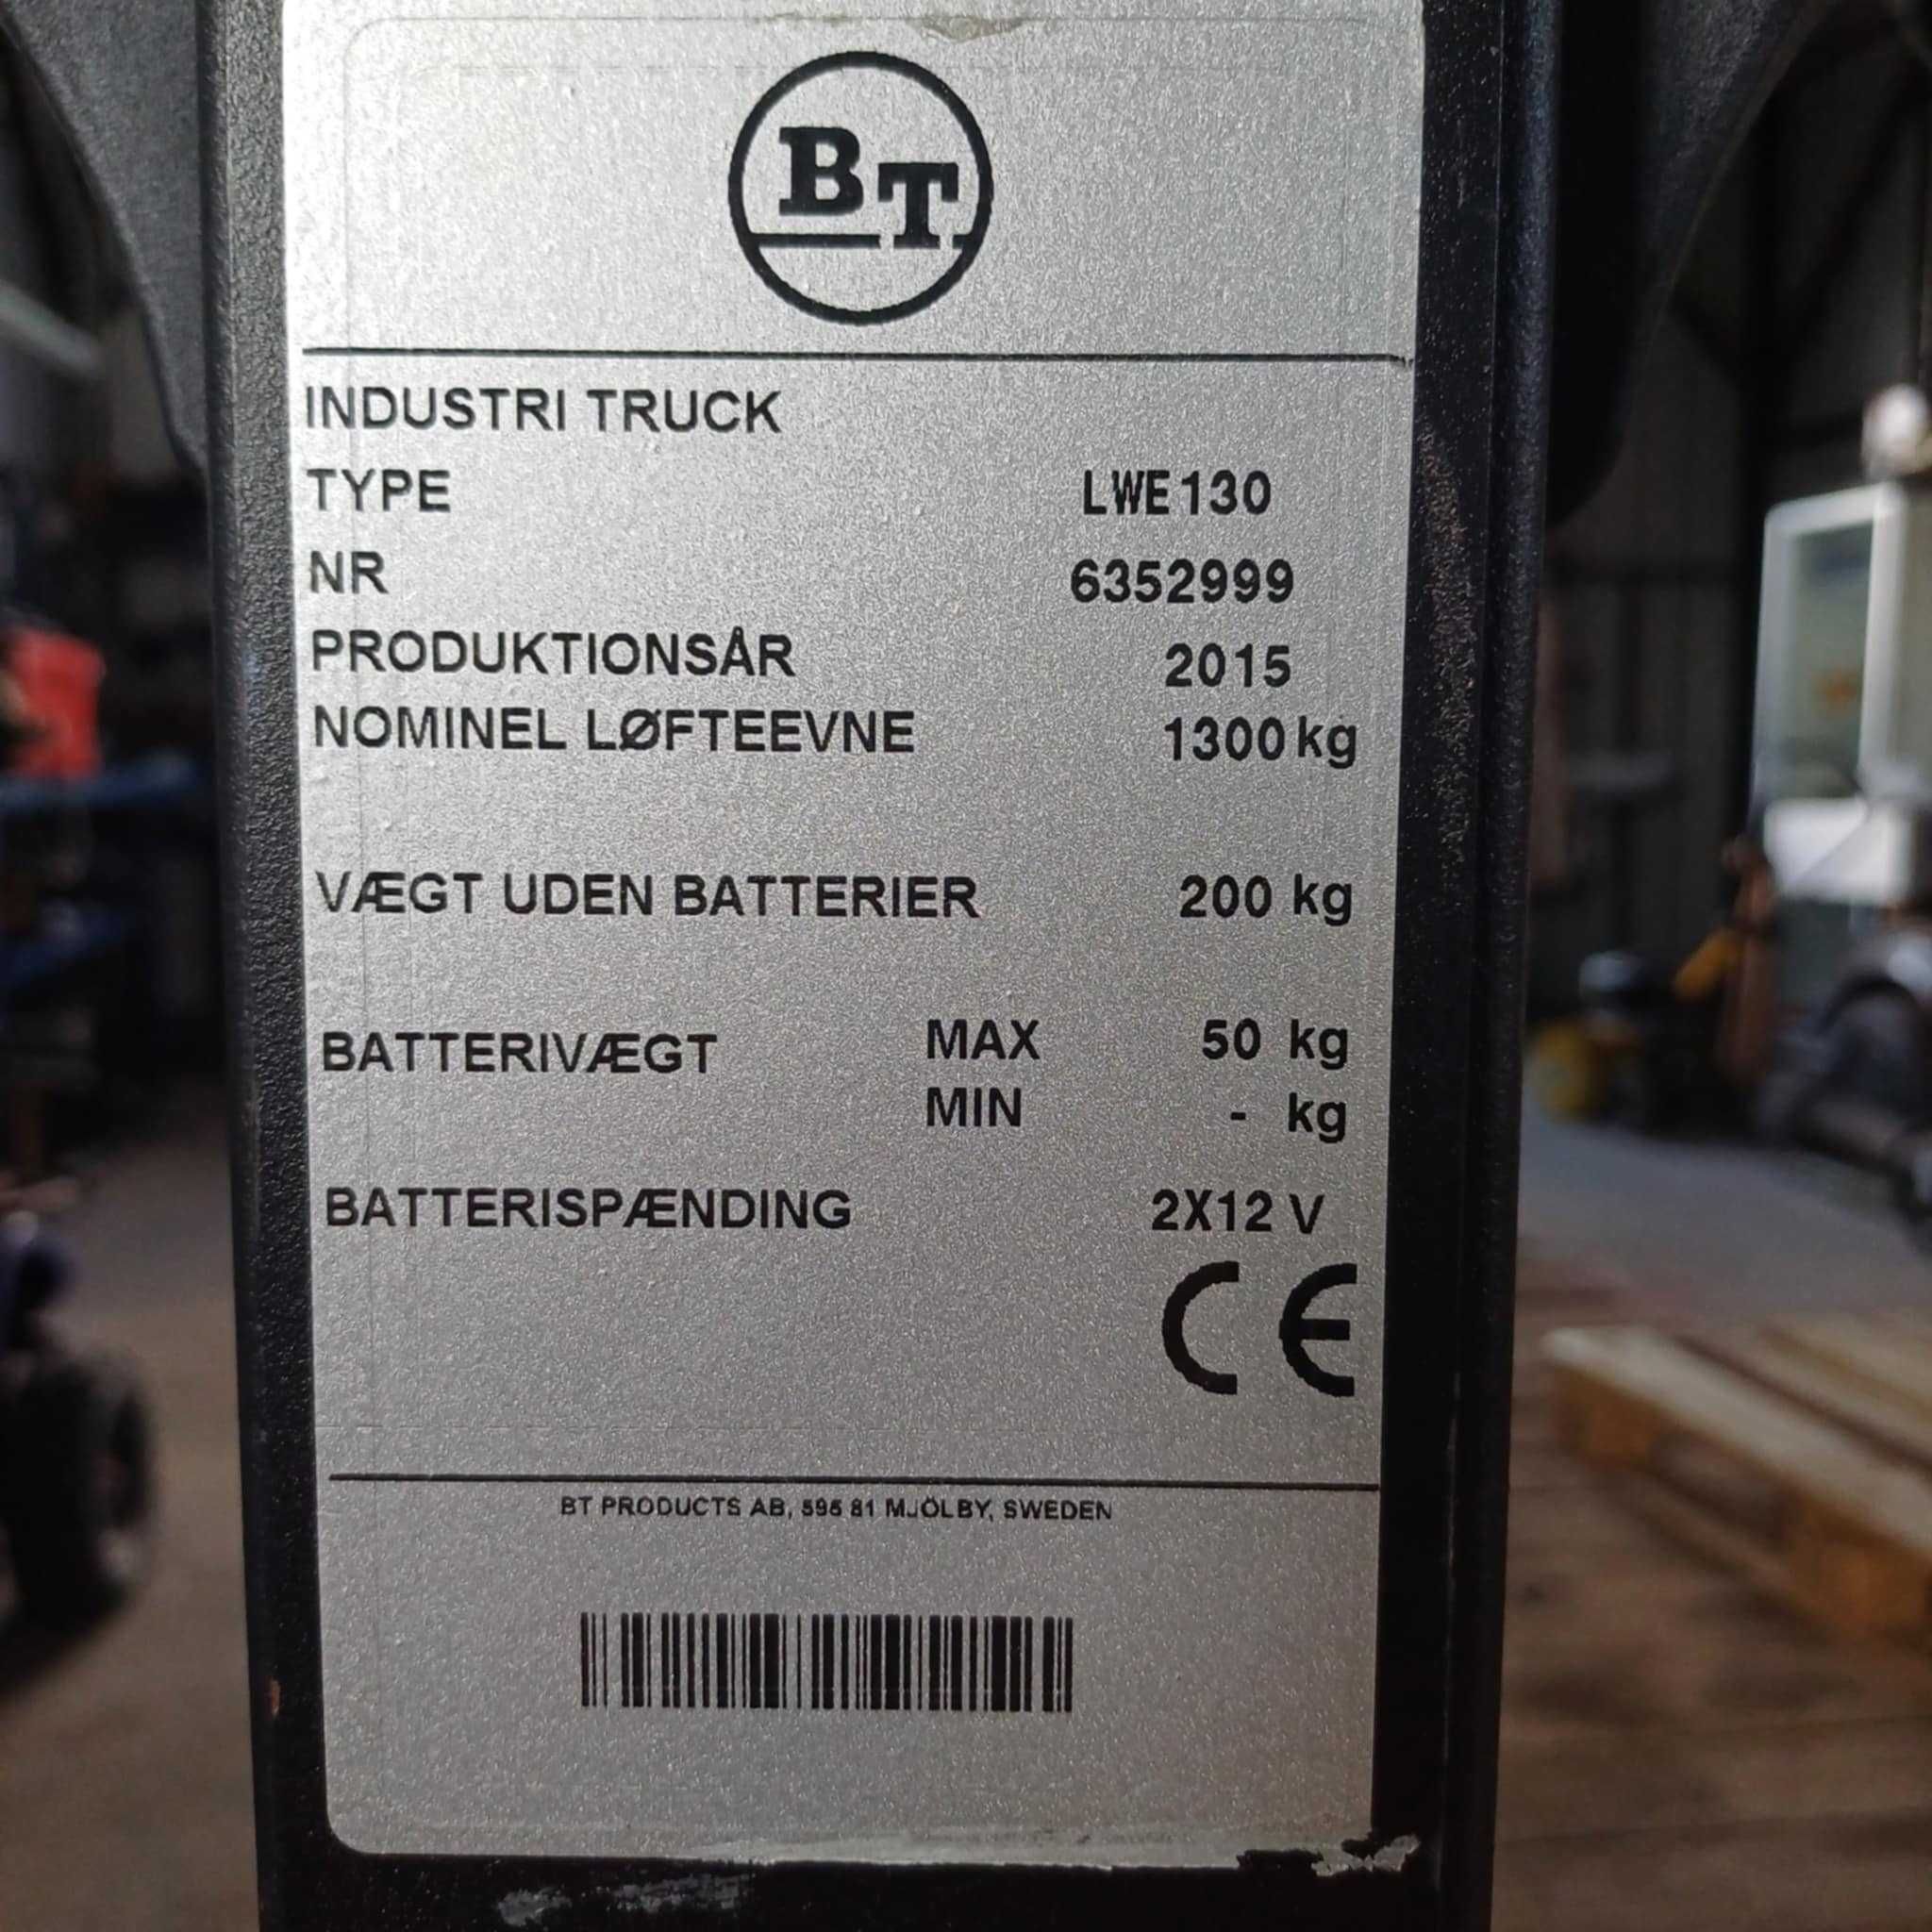 BT
INDUSTRI TRUCK
TYPE LWE130
NR 6352999
PRODUKTIONSÅR 2015
NOMINEL LØFTEEVNE 1300 kg
VÆGT UDEN BATTERIER 200 kg
BATTERIVÆGT MAX 50 kg
MIN - kg
BATTERISPÆNDING 2X12 V
CE
BT PRODUCTS AB, 595 81 MJÖLBY, SWEDEN